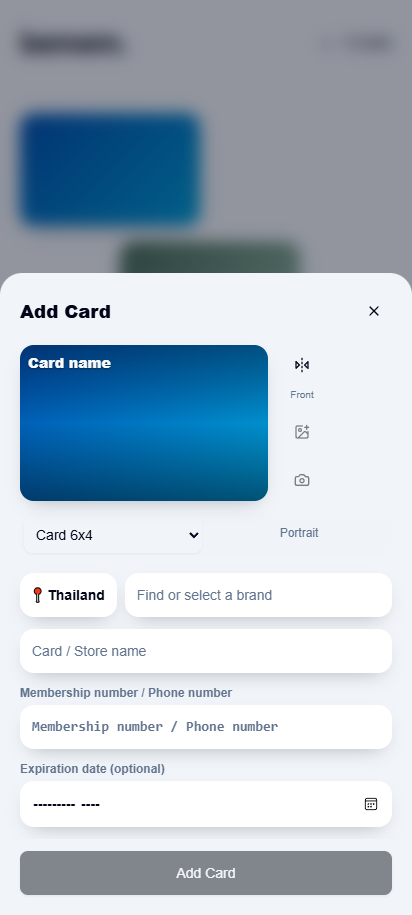 Add Card
Card name
Front
Card 6x4
Portrait
Thailand
Find or select a brand
Card / Store name
Membership number / Phone number
Membership number / Phone number
Expiration date (optional)
--------- ----
Add Card